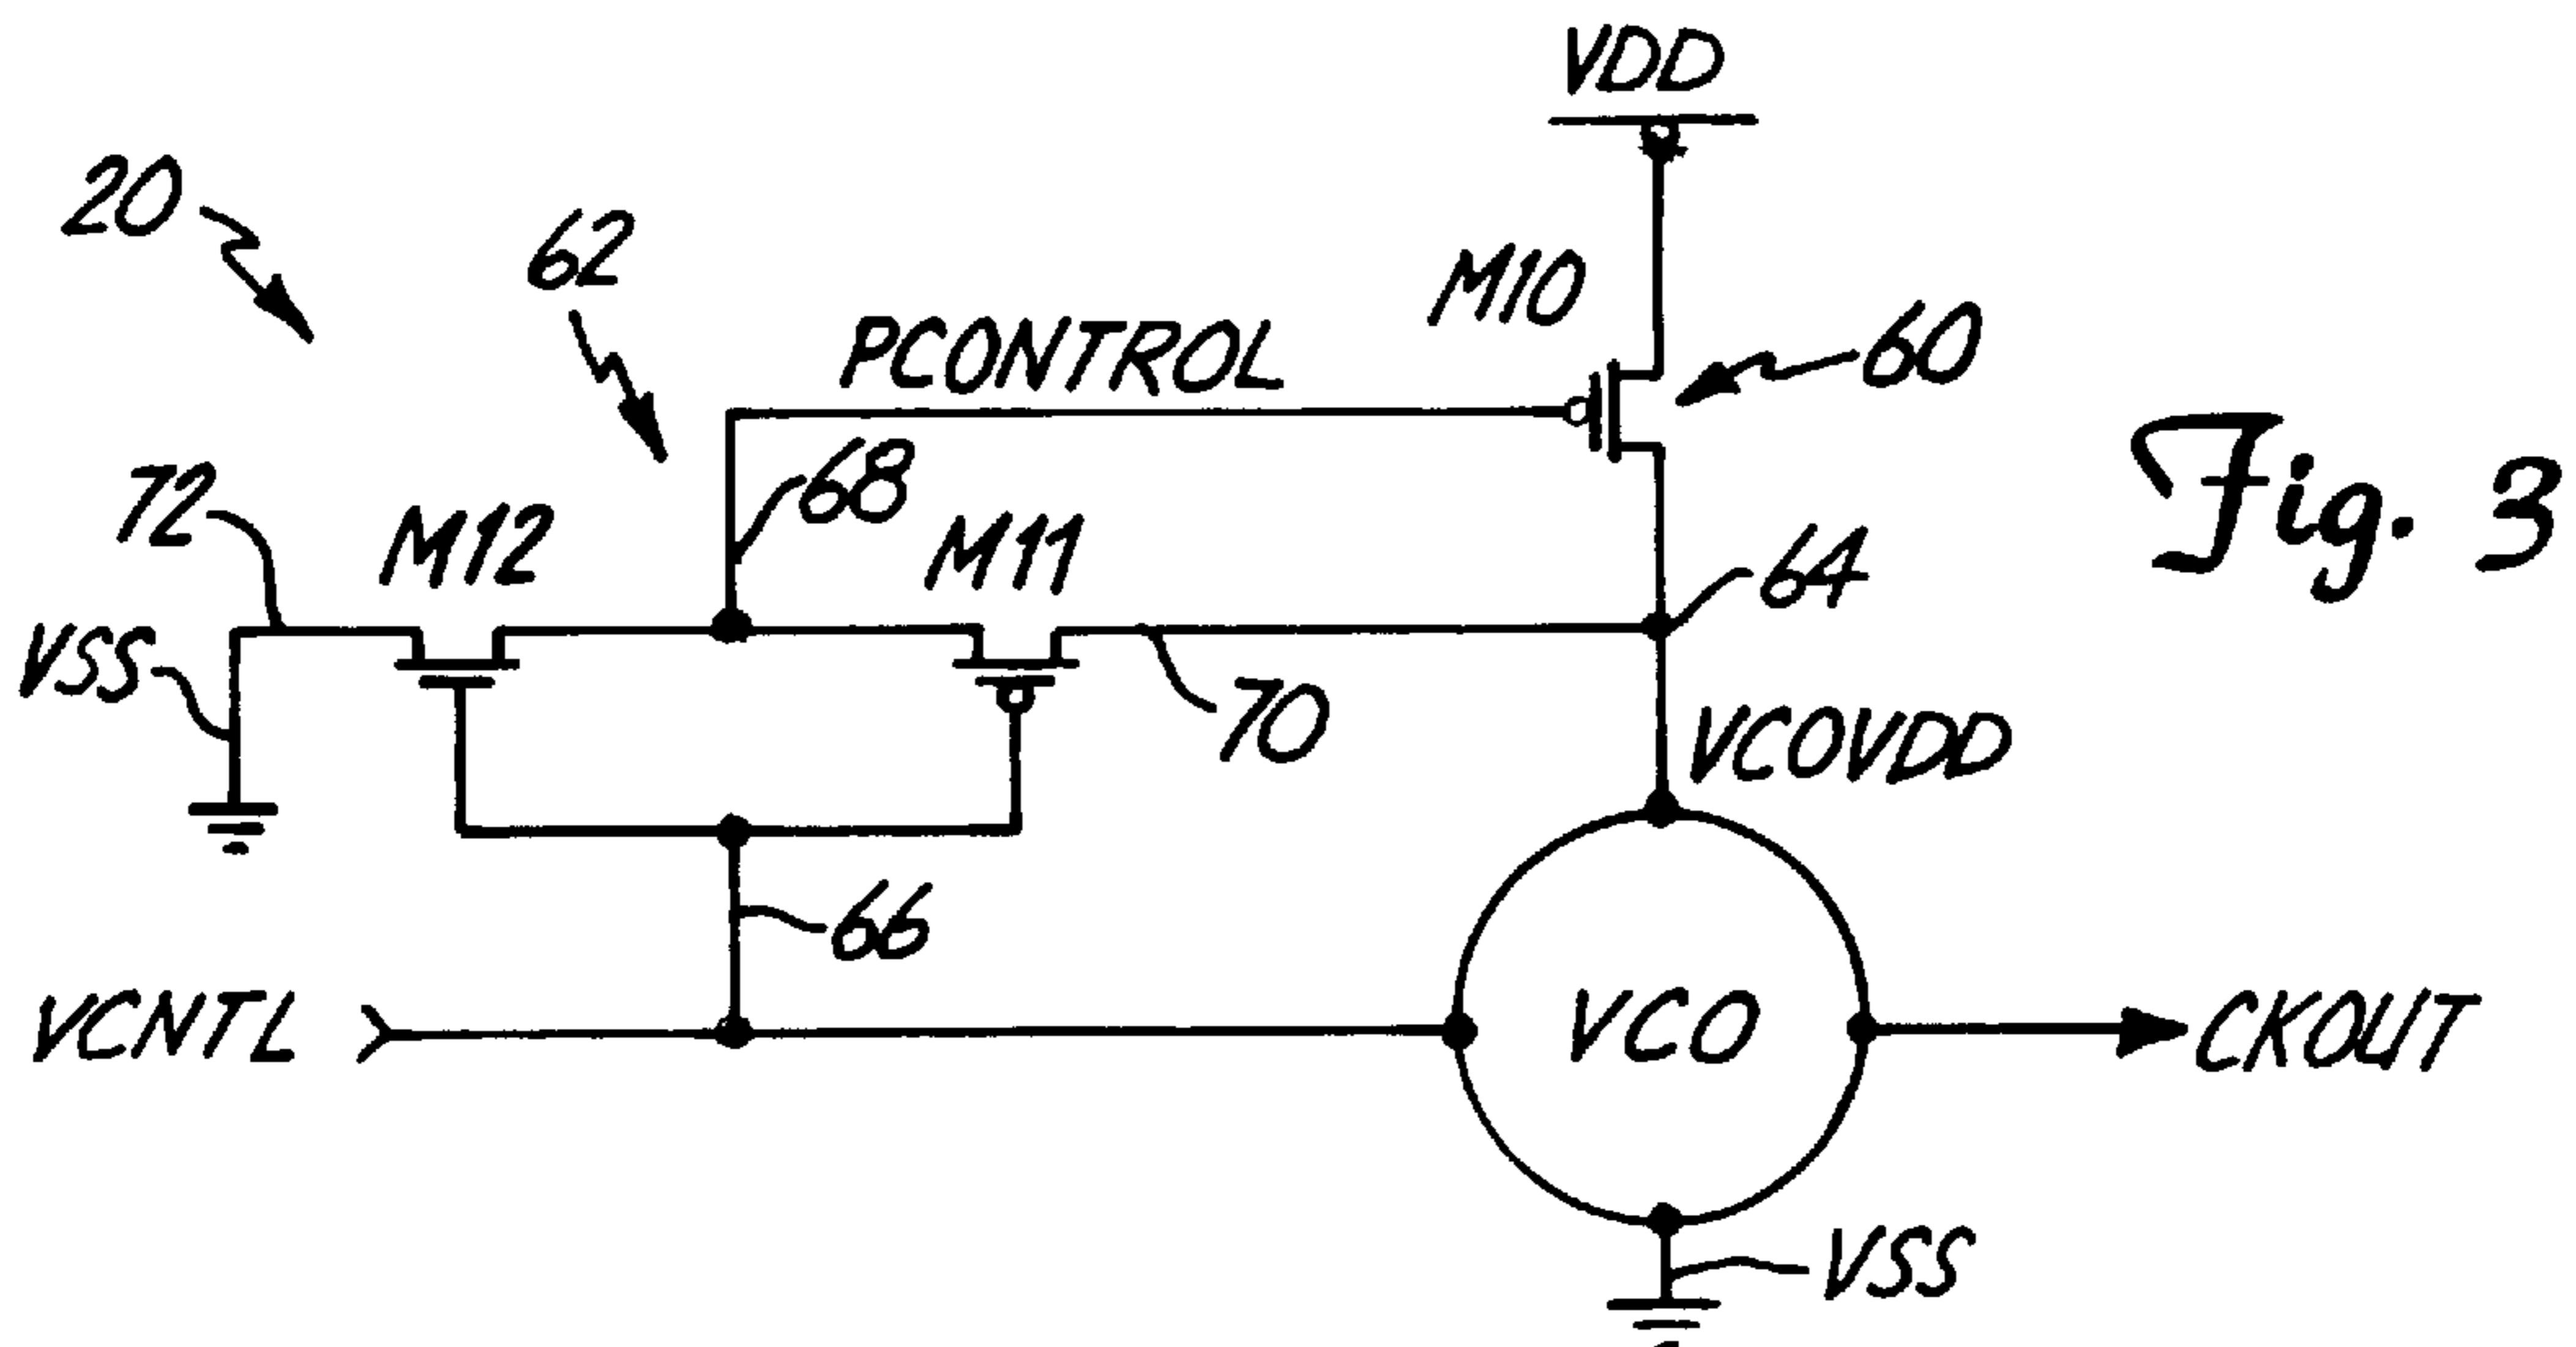 VDD
20
62
M10
PCONTROL
60
68
72
M12
M11
64
Fig. 3
VSS
70
VCOVDD
66
VCNTL
VCO
CKOUT
VSS